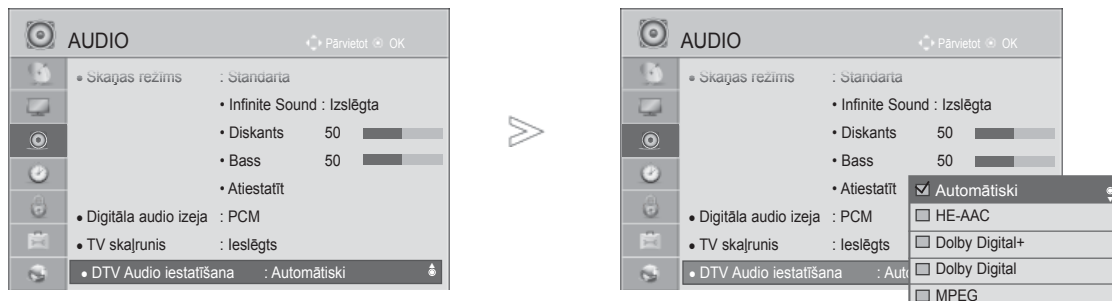 AUDIO
Pārvietot OK
• Skaņas režīms : Standarta
• Infinite Sound : Izslēgta
• Diskants 50
• Bass 50
• Atiestatīt
• Digitāla audio izeja : PCM
• TV skaļrunis : Ieslēgts
• DTV Audio iestatīšana : Automātiski
AUDIO
Pārvietot OK
• Skaņas režīms : Standarta
• Infinite Sound : Izslēgta
• Diskants 50
• Bass 50
• Atiestatīt
• Digitāla audio izeja : PCM
• TV skaļrunis : Ieslēgts
• DTV Audio iestatīšana : Auto
Automātiski
HE-AAC
Dolby Digital+
Dolby Digital
MPEG